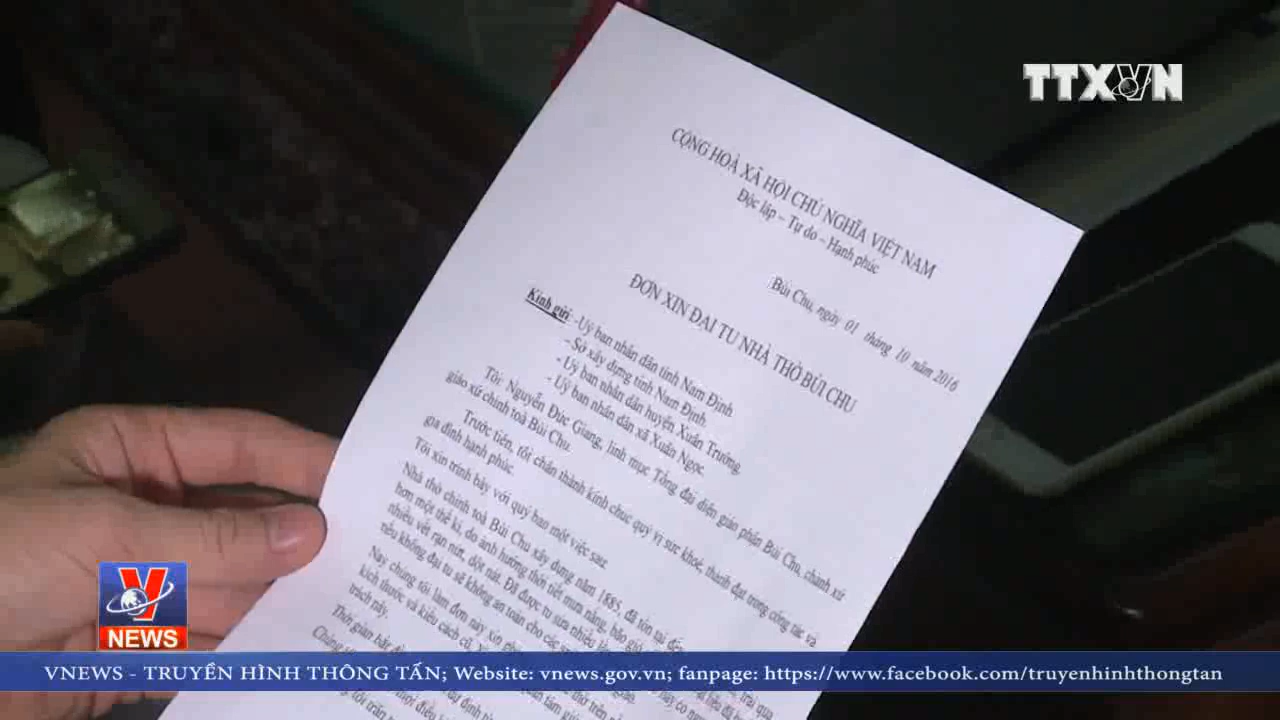 TTXVN
CỘNG HOÀ XÃ HỘI CHỦ NGHĨA VIỆT NAM
Độc lập – Tự do – Hạnh phúc
Bùi Chu, ngày 01 tháng 10 năm 2016
ĐƠN XIN ĐẠI TU NHÀ THỜ BÙI CHU
Kính gửi: -Uỷ ban nhân dân tỉnh Nam Định
- Sở xây dựng tỉnh Nam Định.
- Uỷ ban nhân dân huyện Xuân Trường.
- Uỷ ban nhân dân xã Xuân Ngọc
Tôi: Nguyễn Đức Giang, linh mục Tổng đại diện giáo phận Bùi Chu, chánh xứ
giáo xứ chính toà Bùi Chu.
Trước tiên, tôi chân thành kính chúc quý vị sức khoẻ, thành đạt trong công tác và
gia đình hạnh phúc.
Tôi xin trình bày với quý ban một việc sau:
Nhà thờ chính toà Bùi Chu xây dựng năm 1885, đã tồn tại
hơn một thế kỉ, do ảnh hưởng thời tiết mưa nắng, bão gió
nhiều vết rạn nứt, dột nát. Đã được tu sửa nhiều
nếu không đại tu sẽ không an toàn cho các
Nay chúng tôi làm đơn này xin
kích thước và kiểu cách cũ.
trách này.
Thời gian bắt
V
NEWS
VNEWS - TRUYỀN HÌNH THÔNG TẤN; Website: vnews.gov.vn; fanpage: https://www.facebook.com/truyenhinhthongtan